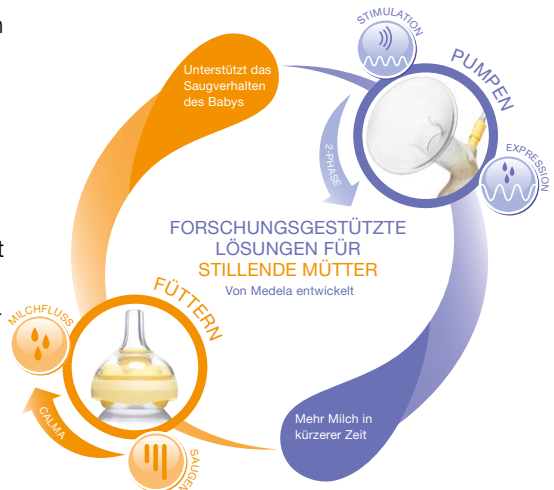 n
STIMULATION
PUMPEN
EXPRESSION
2-PHASE
Unterstützt das
Saugverhalten
des Babys
FORSCHUNGSGESTÜTZTE
LÖSUNGEN FÜR
STILLENDE MÜTTER
Von Medela entwickelt
t
FÜTTERN
MILCHFLUSS
CALMA
SAUGEN
Mehr Milch in
kürzerer Zeit